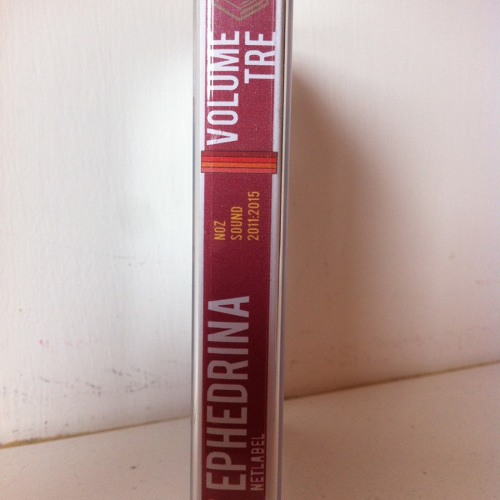 VOLUME
TRE
NOZ
SOUND
2011:2015
EPHEDRINA
NETLABEL